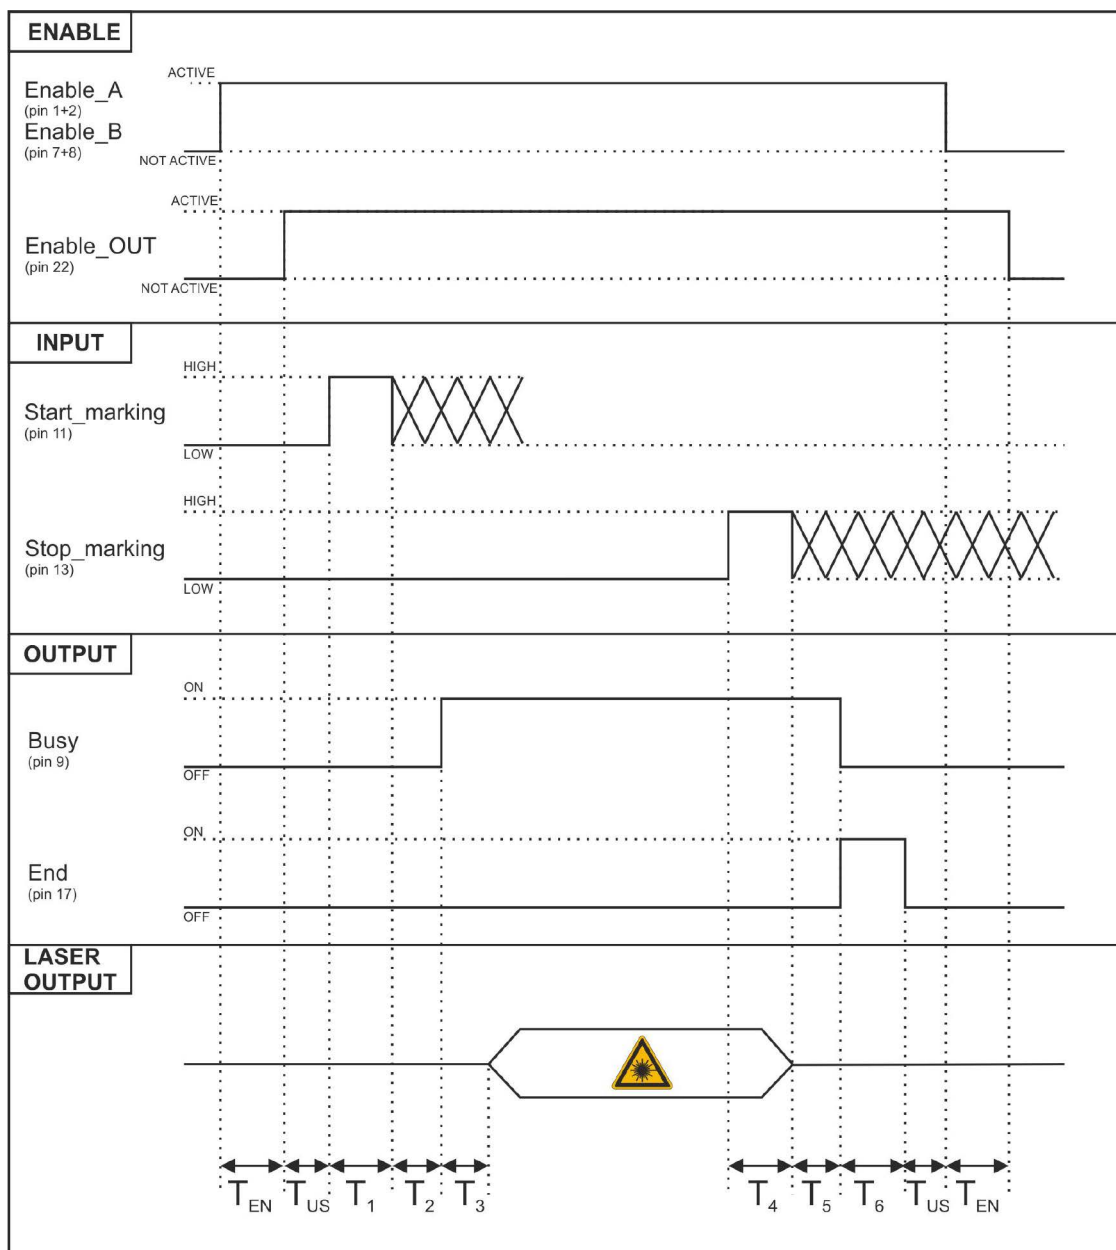 ENABLE
ACTIVE
Enable_A
(pin 1+2)
Enable_B
(pin 7+8)
NOT ACTIVE
ACTIVE
Enable_OUT
(pin 22)
NOT ACTIVE
INPUT
HIGH
Start_marking
(pin 11)
LOW
HIGH
Stop_marking
(pin 13)
LOW
OUTPUT
ON
Busy
(pin 9)
OFF
ON
End
(pin 17)
OFF
LASER
OUTPUT
TEN TUS T1 T2 T3 T4 T5 T6 TUS TEN